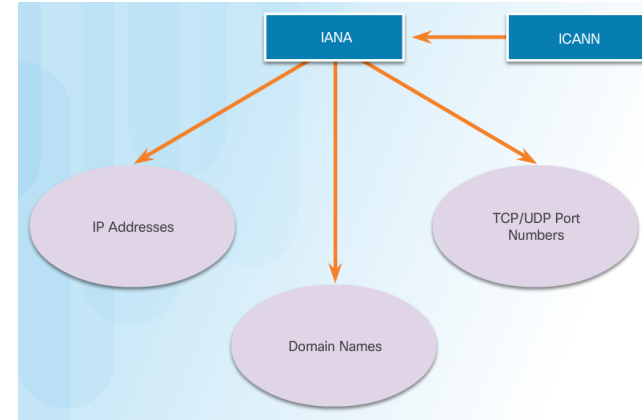 IANA
ICANN
IP Addresses
TCP/UDP Port
Numbers
Domain Names